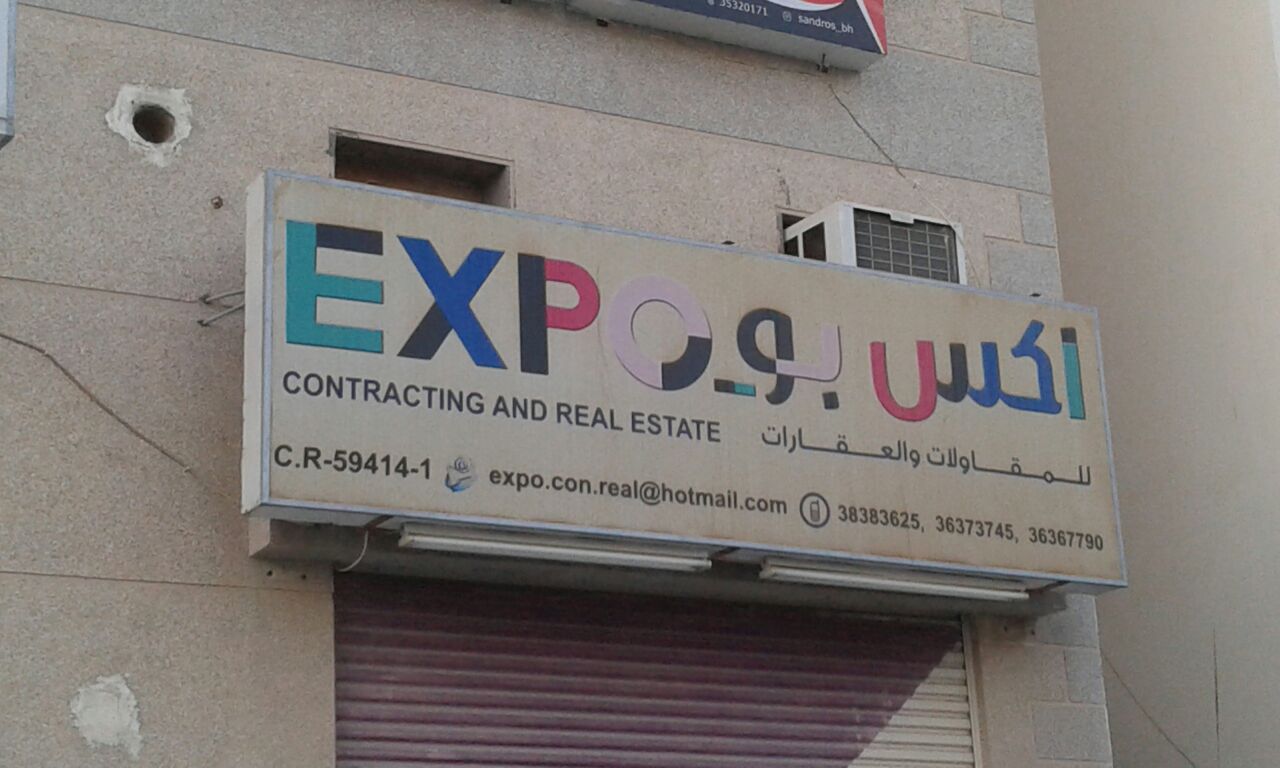 35320171 sandros_bh
EXPO اكس بو
CONTRACTING AND REAL ESTATE للمقاولات والعقارات
C.R-59414-1 expo.con.real@hotmail.com 38383625, 36373745, 36367790